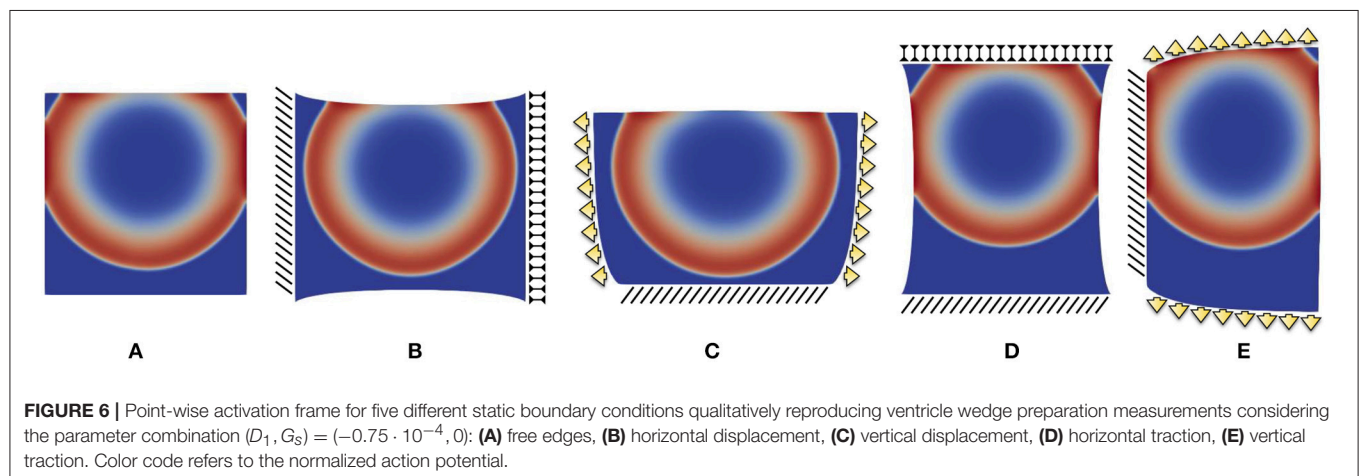 A
B
C
D
E
FIGURE 6 | Point-wise activation frame for five different static boundary conditions qualitatively reproducing ventricle wedge preparation measurements considering
the parameter combination (D₁, Gₛ) = (−0.75 · 10⁻⁴, 0): (A) free edges, (B) horizontal displacement, (C) vertical displacement, (D) horizontal traction, (E) vertical
traction. Color code refers to the normalized action potential.